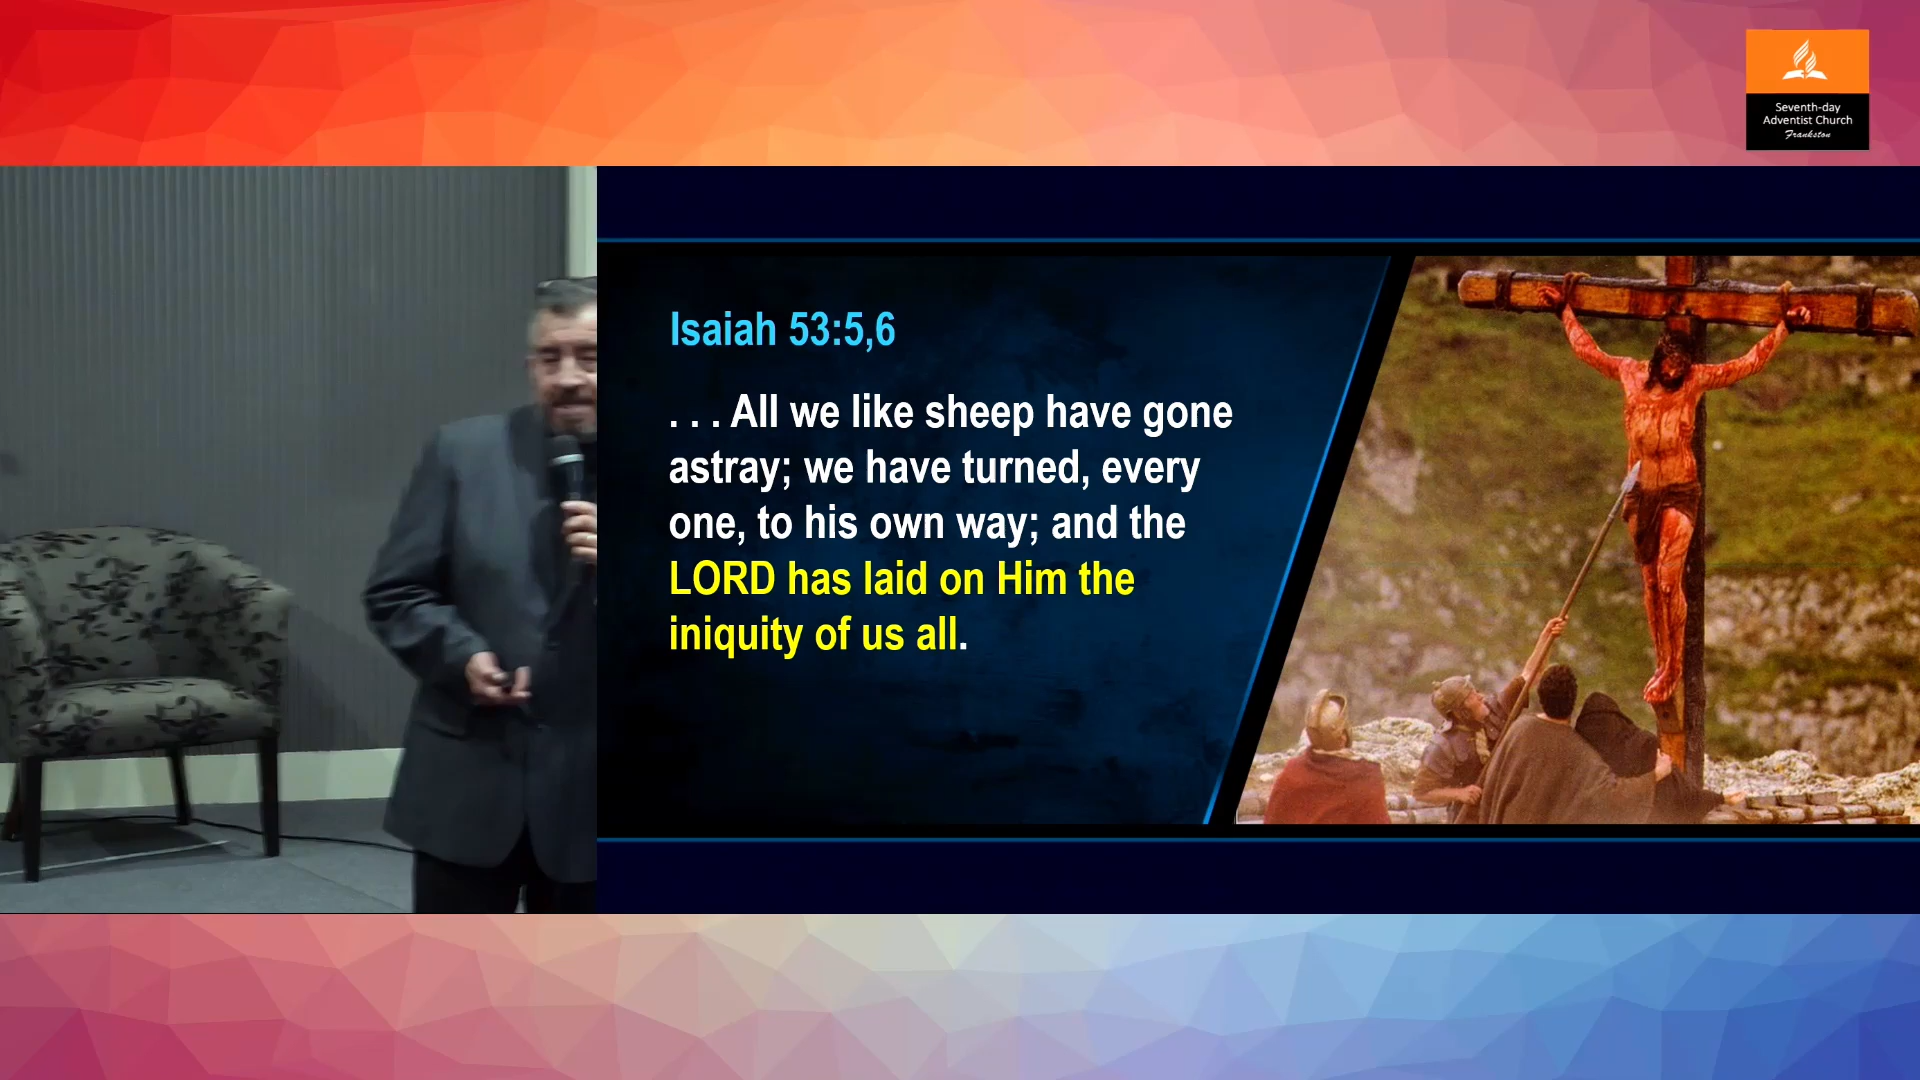 Seventh-day
Adventist Church
Frankston
Isaiah 53:5,6
. . . All we like sheep have gone
astray; we have turned, every
one, to his own way; and the
LORD has laid on Him the
iniquity of us all.